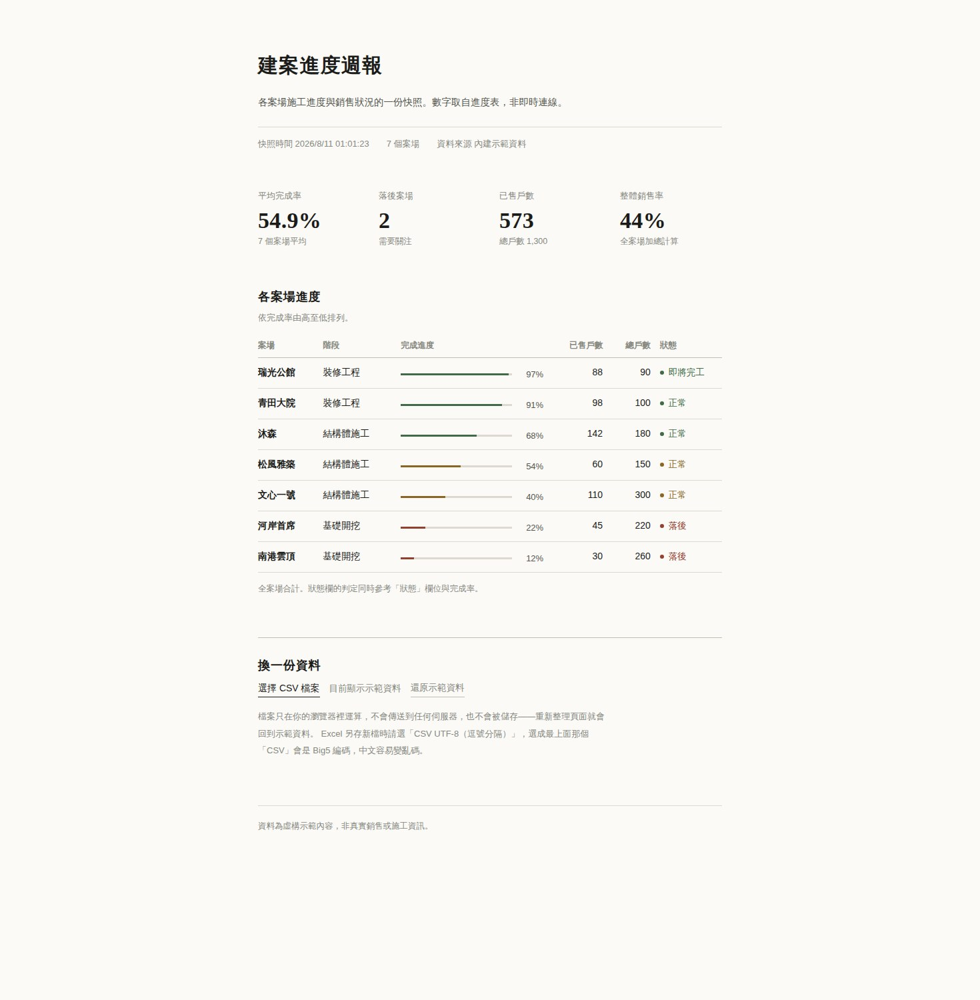 建案進度週報
各案場施工進度與銷售狀況的一份快照。數字取自進度表，非即時連線。
快照時間 2026/8/11 01:01:23 7 個案場 資料來源 內建示範資料
平均完成率 落後案場 已售戶數 整體銷售率
54.9% 2 573 44%
7 個案場平均 需要關注 總戶數 1,300 全案場加總計算
各案場進度
依完成率由高至低排列。
案場 階段 完成進度 已售戶數 總戶數 狀態
瑞光公館 裝修工程 97% 88 90 即將完工
青田大院 裝修工程 91% 98 100 正常
沐森 結構體施工 68% 142 180 正常
松風雅築 結構體施工 54% 60 150 正常
文心一號 結構體施工 40% 110 300 正常
河岸首席 基礎開挖 22% 45 220 落後
南港雲頂 基礎開挖 12% 30 260 落後
全案場合計。狀態欄的判定同時參考「狀態」欄位與完成率。
換一份資料
選擇 CSV 檔案 目前顯示示範資料 還原示範資料
檔案只在你的瀏覽器裡運算，不會傳送到任何伺服器，也不會被儲存——重新整理頁面就會
回到示範資料。 Excel 另存新檔時請選「CSV UTF-8（逗號分隔）」，選成最上面那個
「CSV」會是 Big5 編碼，中文容易變亂碼。
資料為虛構示範內容，非真實銷售或施工資訊。